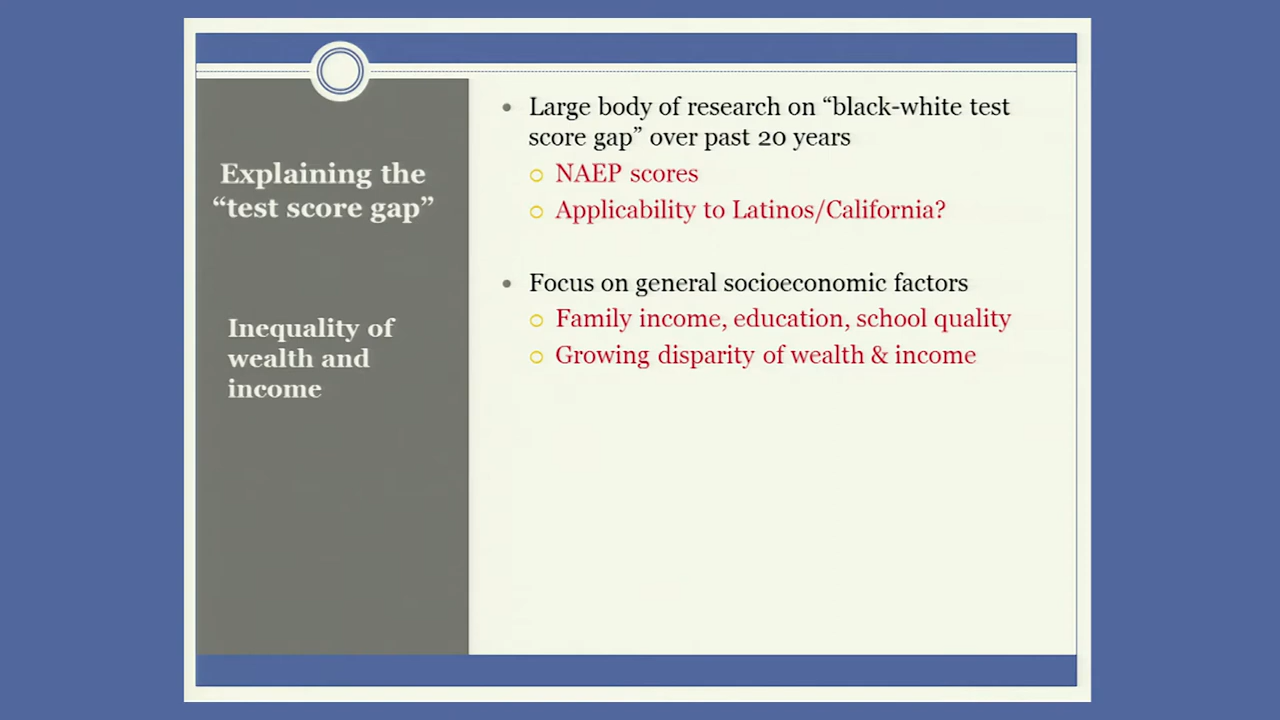 Explaining the
“test score gap”
Inequality of
wealth and
income
Large body of research on “black-white test
score gap” over past 20 years
NAEP scores
Applicability to Latinos/California?
Focus on general socioeconomic factors
Family income, education, school quality
Growing disparity of wealth & income